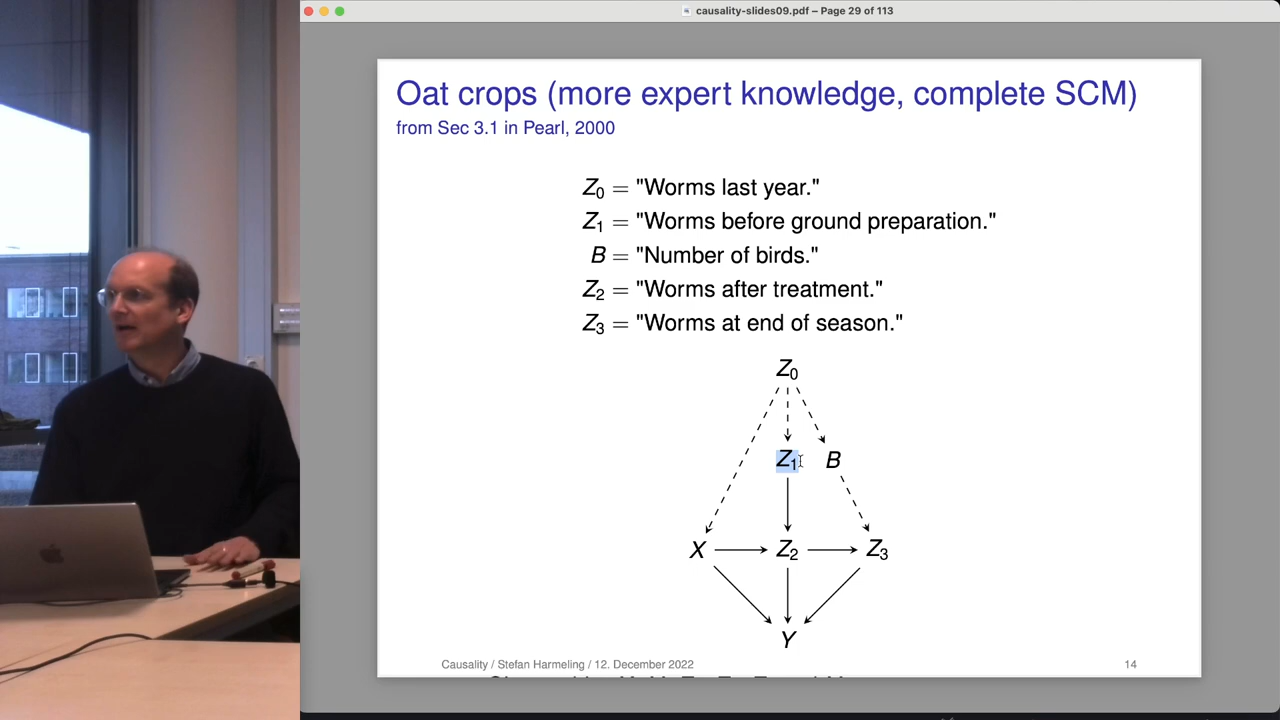 causality-slides09.pdf – Page 29 of 113
Oat crops (more expert knowledge, complete SCM)
from Sec 3.1 in Pearl, 2000
Z0 = "Worms last year."
Z1 = "Worms before ground preparation."
B = "Number of birds."
Z2 = "Worms after treatment."
Z3 = "Worms at end of season."
Z0
Z1 B
X Z2 Z3
Y
Causality / Stefan Harmeling / 12. December 2022 14